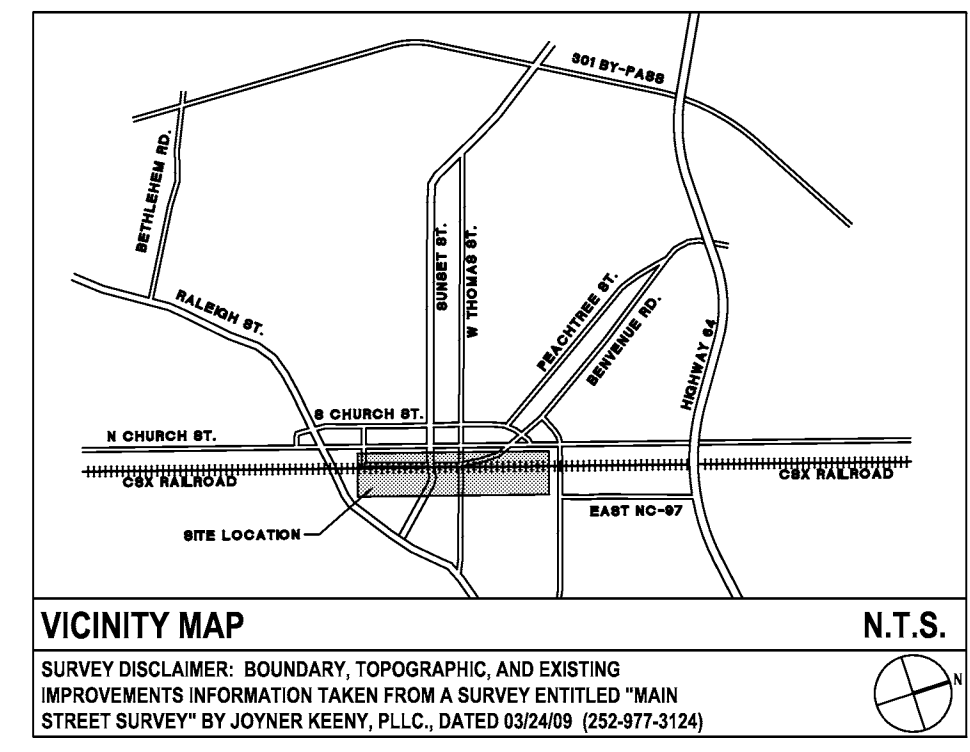 301 BY-PASS
BETHLEHEM RD.
SUNSET ST.
W THOMAS ST.
RALEIGH ST.
PEACHTREE ST.
BENVENUE RD.
HIGHWAY 64
S CHURCH ST.
N CHURCH ST.
CSX RAILROAD
CSX RAILROAD
EAST NC-97
SITE LOCATION
VICINITY MAP
N.T.S.
SURVEY DISCLAIMER: BOUNDARY, TOPOGRAPHIC, AND EXISTING
IMPROVEMENTS INFORMATION TAKEN FROM A SURVEY ENTITLED "MAIN
STREET SURVEY" BY JOYNER KEENY, PLLC., DATED 03/24/09 (252-977-3124)
N